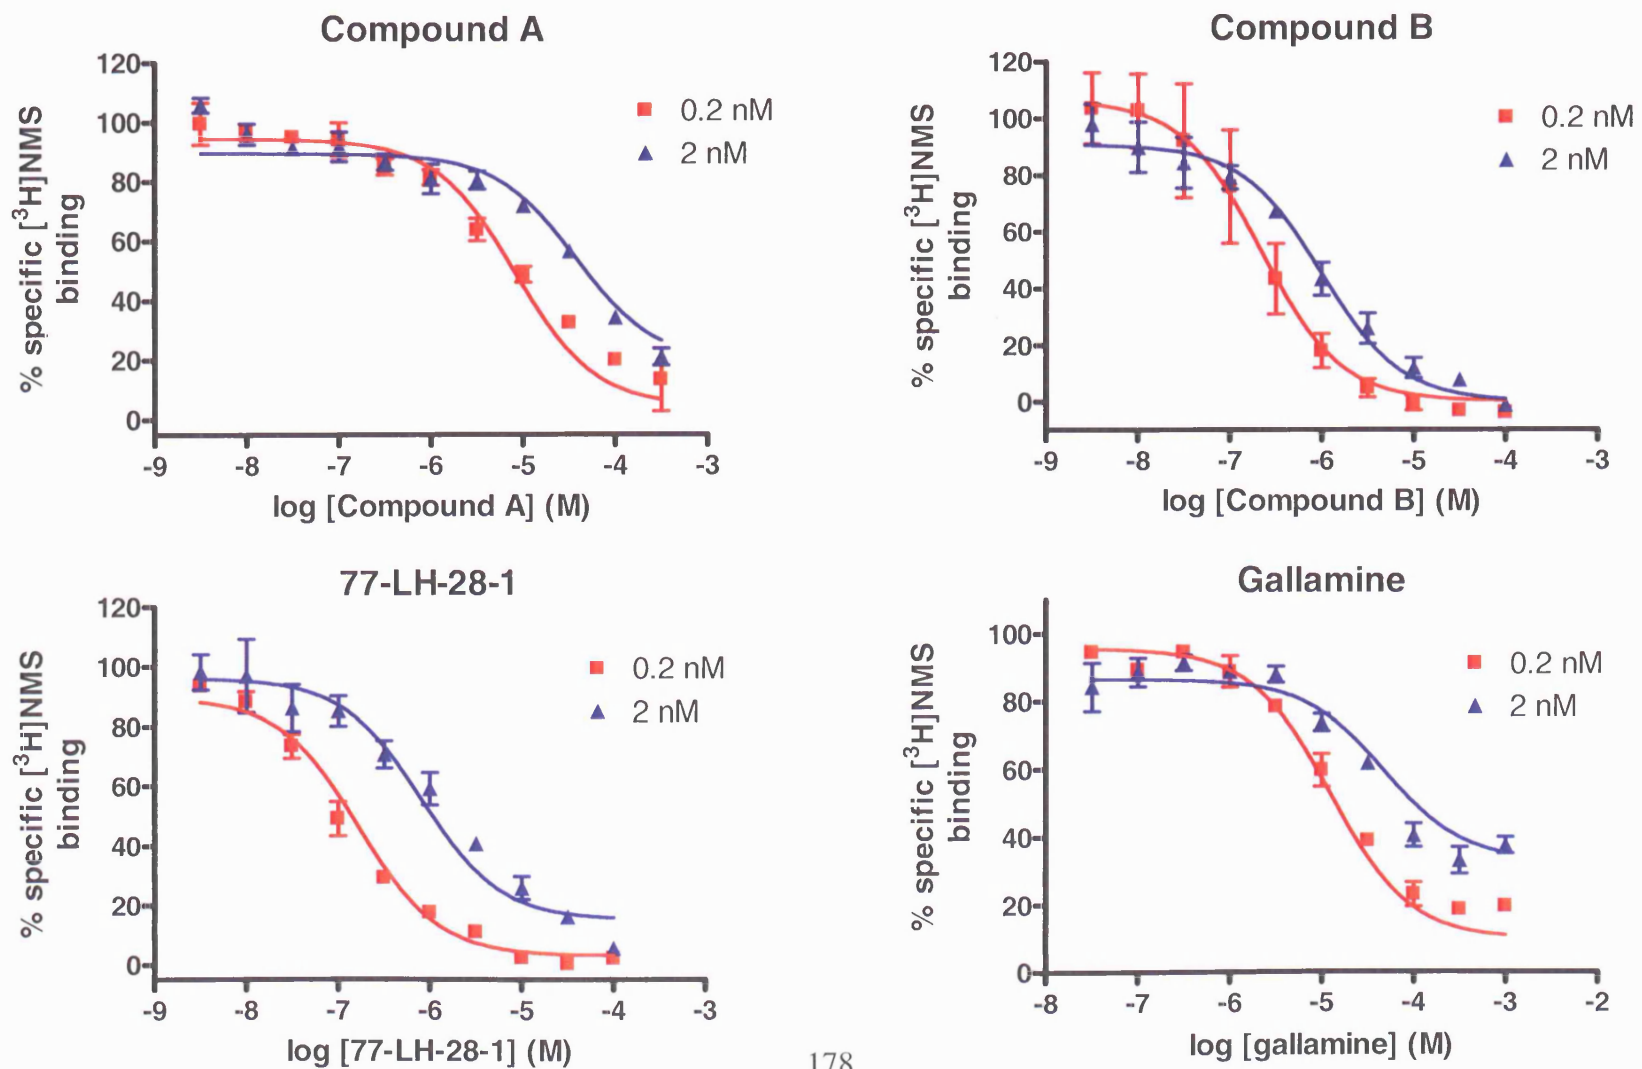 Compound A
120
100
80
60
40
20
0
% specific [³H]NMS
binding
0.2 nM
2 nM
-9 -8 -7 -6 -5 -4 -3
log [Compound A] (M)
Compound B
120
100
80
60
40
20
0
% specific [³H]NMS
binding
0.2 nM
2 nM
-9 -8 -7 -6 -5 -4 -3
log [Compound B] (M)
77-LH-28-1
120
100
80
60
40
20
0
% specific [³H]NMS
binding
0.2 nM
2 nM
-9 -8 -7 -6 -5 -4 -3
log [77-LH-28-1] (M)
Gallamine
100
80
60
40
20
0
% specific [³H]NMS
binding
0.2 nM
2 nM
-8 -7 -6 -5 -4 -3 -2
log [gallamine] (M)
178